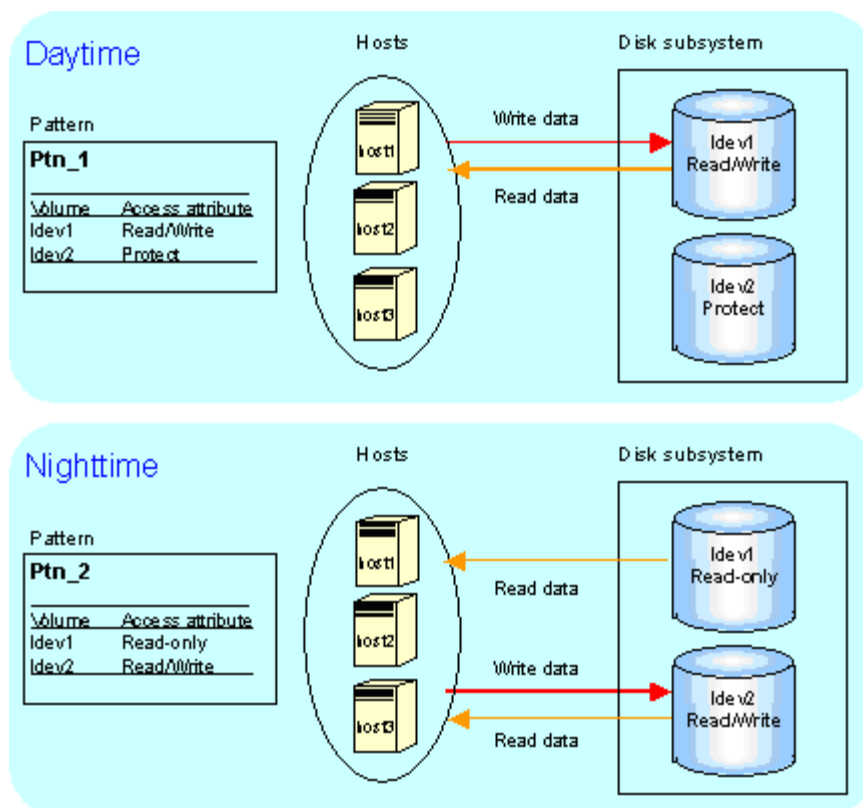 Daytime
Hosts
Disk subsystem
Pattern
Ptn_1
Volume Access attribute
ldev1 Read/Write
ldev2 Protect
host1
host2
host3
Write data
Read data
ldev1
Read/Write
ldev2
Protect
Nighttime
Hosts
Disk subsystem
Pattern
Ptn_2
Volume Access attribute
ldev1 Read-only
ldev2 Read/Write
host1
host2
host3
Read data
Write data
Read data
ldev1
Read-only
ldev2
Read/Write